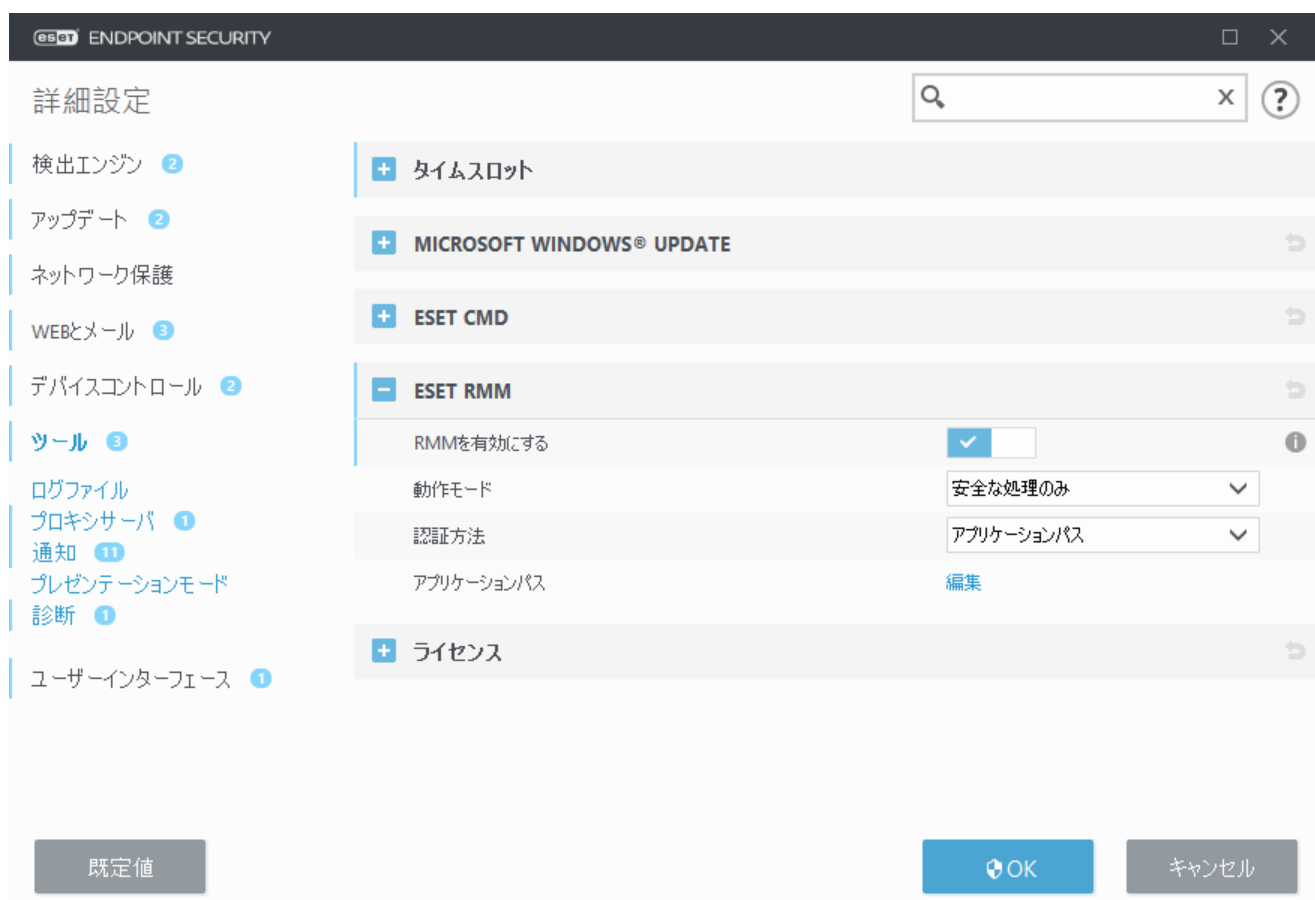 eset ENDPOINT SECURITY
詳細設定
検出エンジン 2
アップデート 2
ネットワーク保護
WEBとメール 3
デバイスコントロール 2
ツール 3
ログファイル
プロキシサーバ 1
通知 11
プレゼンテーションモード
診断 1
ユーザーインターフェース 1
タイムスロット
MICROSOFT WINDOWS® UPDATE
ESET CMD
ESET RMM
RMMを有効にする
動作モード 安全な処理のみ
認証方法 アプリケーションパス
アプリケーションパス 編集
ライセンス
既定値 OK キャンセル